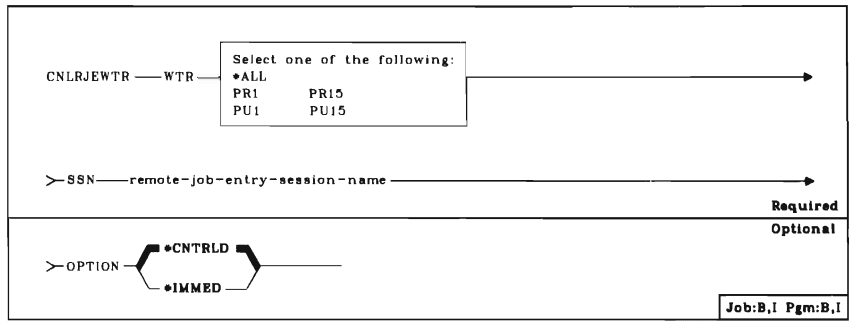 Select one of the following:
CNLRJEWTR WTR *ALL
PR1 PR15
PU1 PU15
SSN remote-job-entry-session-name
Required
Optional
*CNTRLD
OPTION
*IMMED
Job:B,I Pgm:B,I